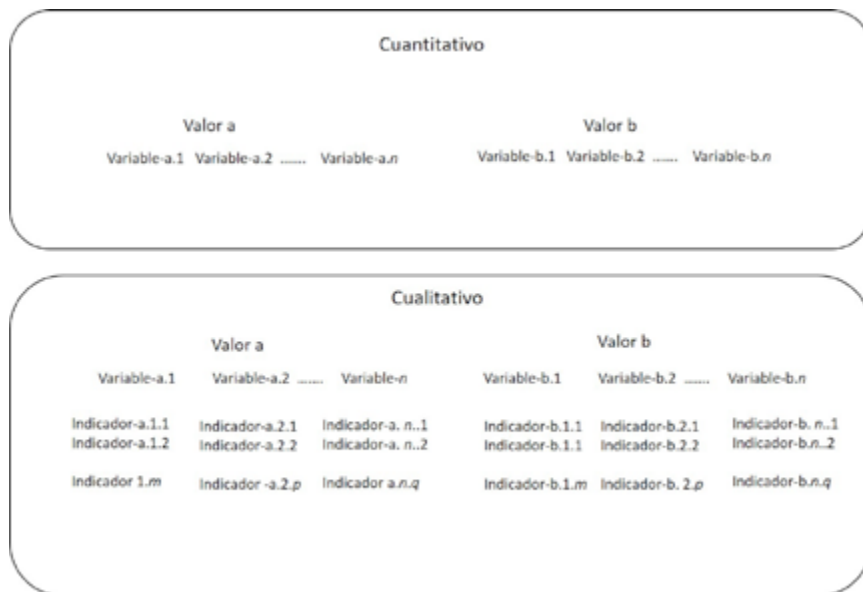 Cuantitativo
Valor a Valor b
Variable-a.1 Variable-a.2 ...... Variable-a.n Variable-b.1 Variable-b.2 ...... Variable-b.n
Cualitativo
Valor a Valor b
Variable-a.1 Variable-a.2 ...... Variable-n Variable-b.1 Variable-b.2 ...... Variable-b.n
Indicador-a.1.1 Indicador-a.2.1 Indicador-a. n..1 Indicador-b.1.1 Indicador-b.2.1 Indicador-b. n..1
Indicador-a.1.2 Indicador-a.2.2 Indicador-a. n..2 Indicador-b.1.1 Indicador-b.2.2 Indicador-b.n..2
Indicador 1.m Indicador -a.2.p Indicador a.n.q Indicador-b.1.m Indicador-b. 2.p Indicador-b.n.q